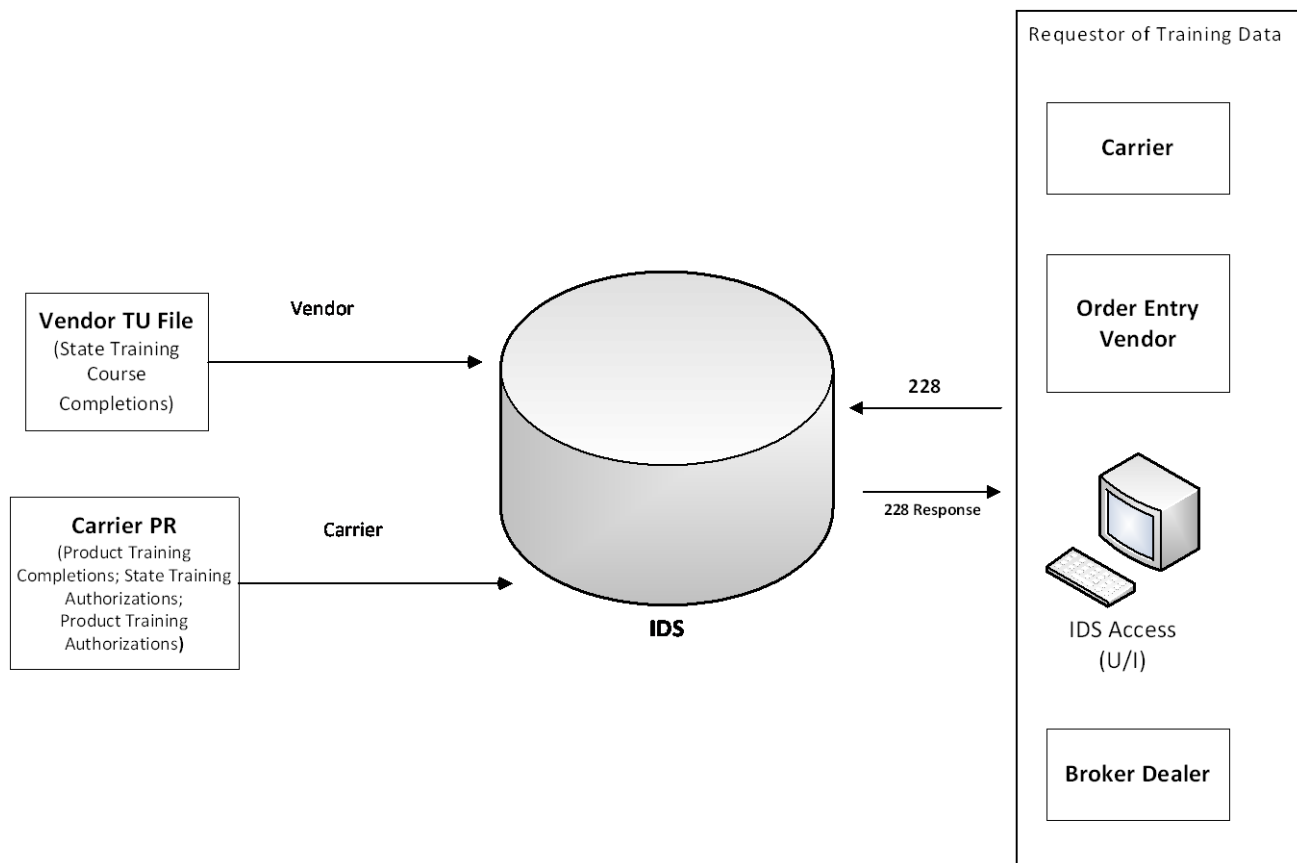 Requestor of Training Data
Carrier
Order Entry
Vendor
IDS Access
(U/I)
Broker Dealer
Vendor TU File
(State Training
Course
Completions)
Vendor
Carrier PR
(Product Training
Completions; State Training
Authorizations;
Product Training
Authorizations)
Carrier
IDS
228
228 Response